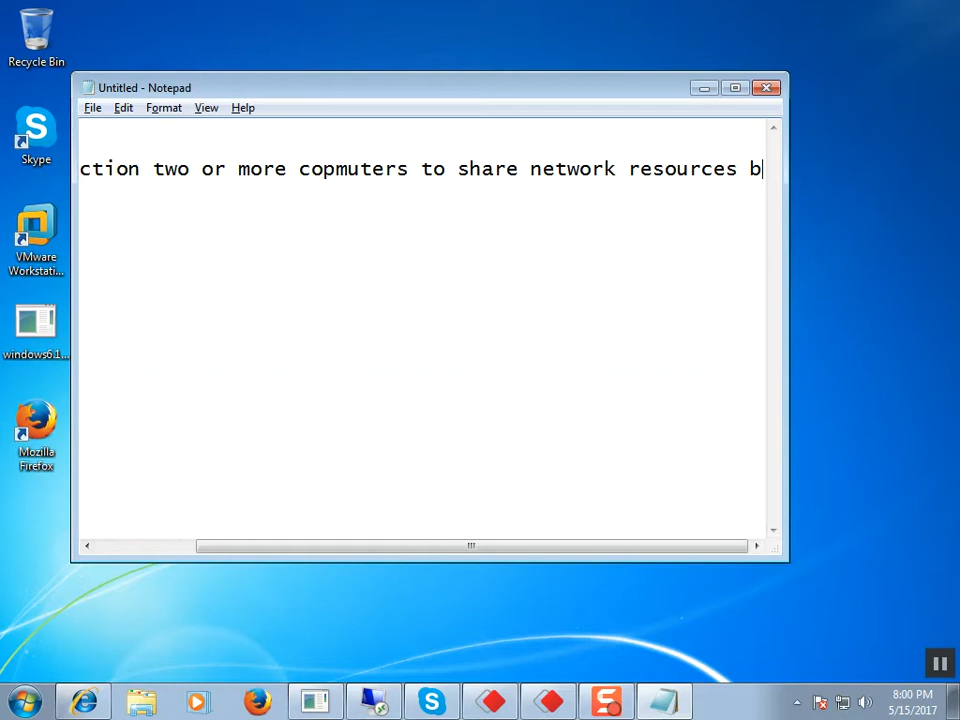 Recycle Bin
Untitled - Notepad
File Edit Format View Help
Skype
ction two or more copmuters to share network resources b
VMware
Workstati...
windows6.1...
Mozilla
Firefox
8:00 PM
5/15/2017